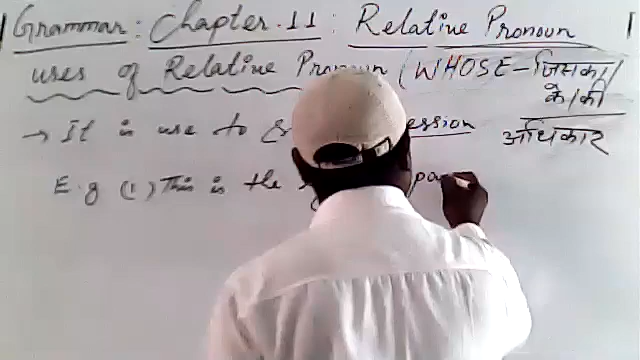 Grammar: Chapter.11: Relative Pronoun
uses of Relative Pronoun (WHOSE - जिसका/
के/की
→ It is use to ession अधिकार
E.g (1) This is the